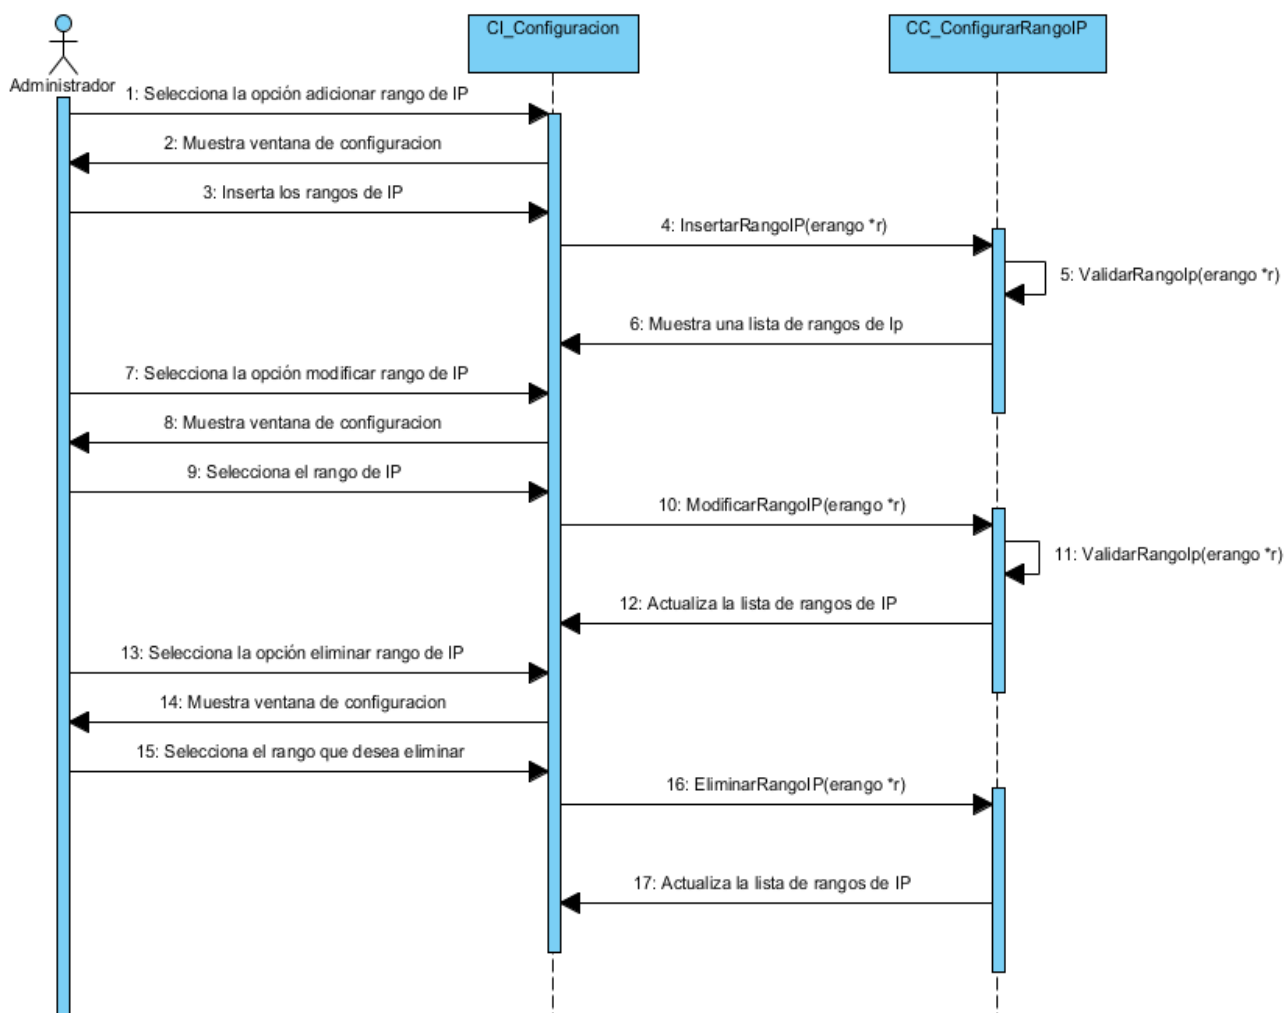 CI_Configuracion
CC_ConfigurarRangoIP
Administrador
1: Selecciona la opción adicionar rango de IP
2: Muestra ventana de configuracion
3: Inserta los rangos de IP
4: InsertarRangoIP(erango *r)
5: ValidarRangoIp(erango *r)
6: Muestra una lista de rangos de Ip
7: Selecciona la opción modificar rango de IP
8: Muestra ventana de configuracion
9: Selecciona el rango de IP
10: ModificarRangoIP(erango *r)
11: ValidarRangoIp(erango *r)
12: Actualiza la lista de rangos de IP
13: Selecciona la opción eliminar rango de IP
14: Muestra ventana de configuracion
15: Selecciona el rango que desea eliminar
16: EliminarRangoIP(erango *r)
17: Actualiza la lista de rangos de IP